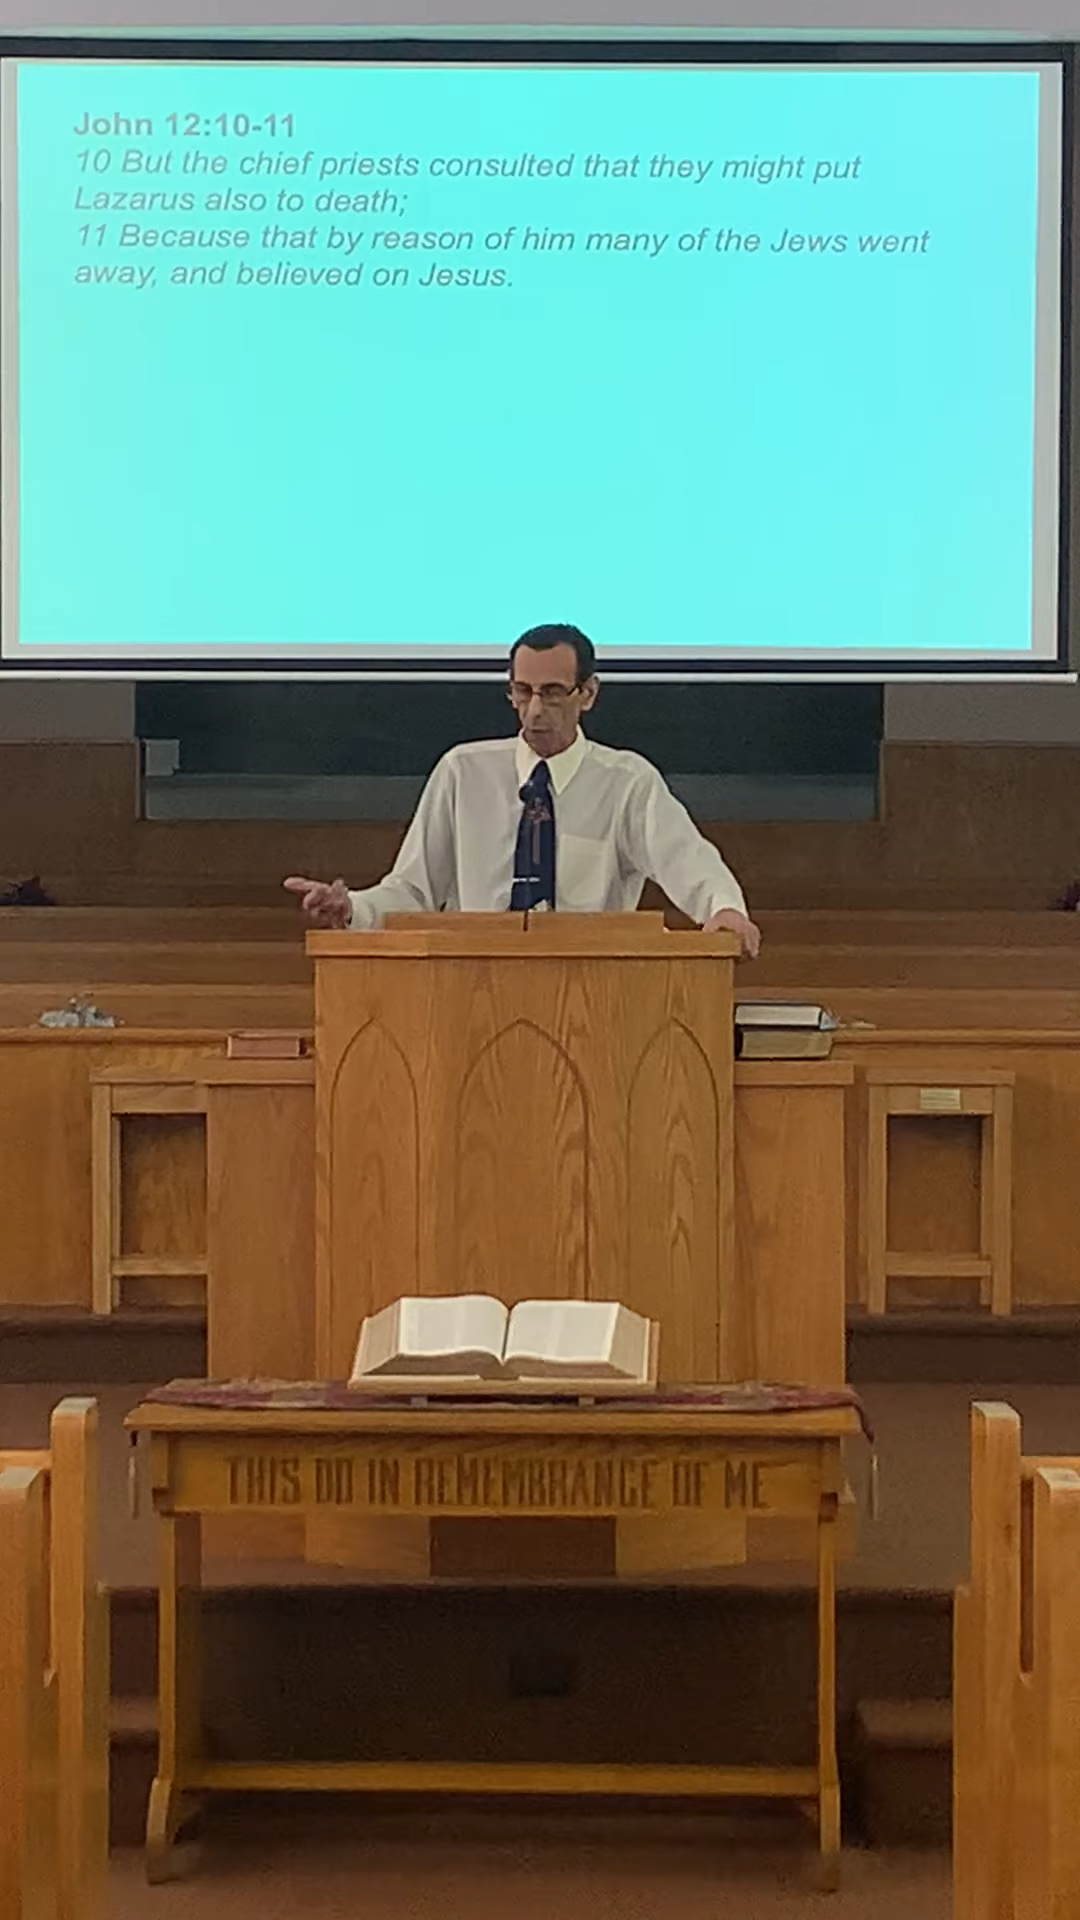 John 12:10-11
10 But the chief priests consulted that they might put
Lazarus also to death;
11 Because that by reason of him many of the Jews went
away, and believed on Jesus.
THIS DO IN REMEMBRANCE OF ME